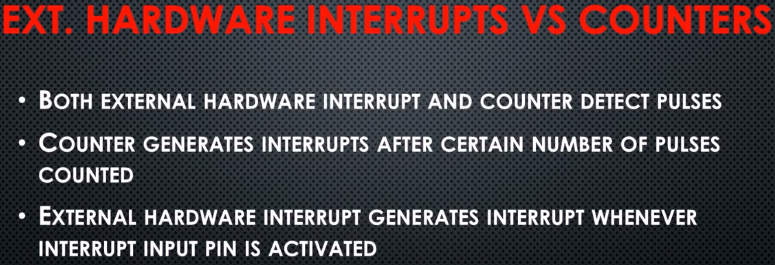 EXT. HARDWARE INTERRUPTS VS COUNTERS
• BOTH EXTERNAL HARDWARE INTERRUPT AND COUNTER DETECT PULSES
• COUNTER GENERATES INTERRUPTS AFTER CERTAIN NUMBER OF PULSES
COUNTED
• EXTERNAL HARDWARE INTERRUPT GENERATES INTERRUPT WHENEVER
INTERRUPT INPUT PIN IS ACTIVATED